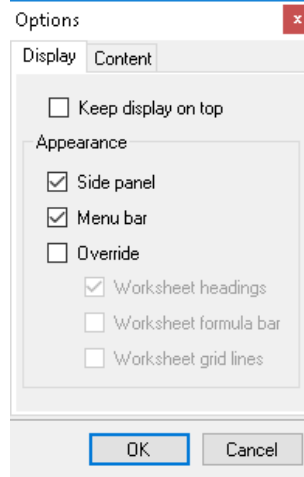 Options
Display Content
Keep display on top
Appearance
Side panel
Menu bar
Override
Worksheet headings
Worksheet formula bar
Worksheet grid lines
OK Cancel